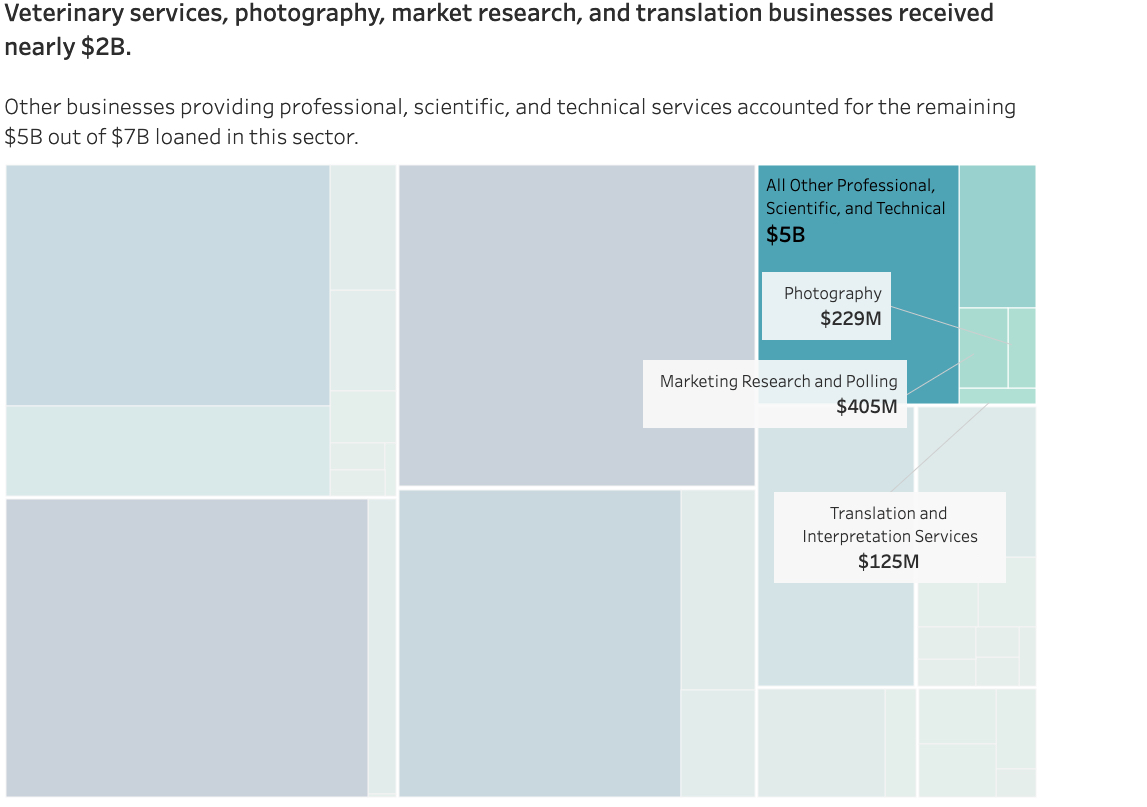 Veterinary services, photography, market research, and translation businesses received
nearly $2B.
Other businesses providing professional, scientific, and technical services accounted for the remaining
$5B out of $7B loaned in this sector.
All Other Professional,
Scientific, and Technical
$5B
Photography
$229M
Marketing Research and Polling
$405M
Translation and
Interpretation Services
$125M